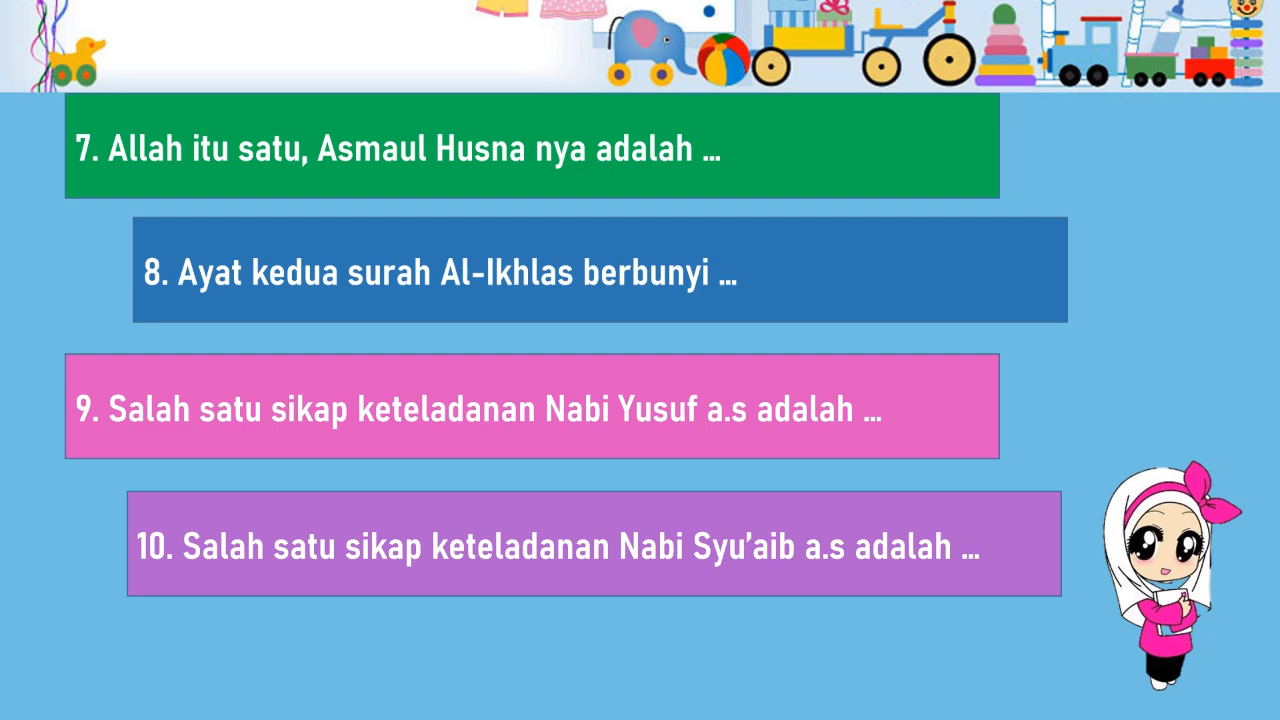 7. Allah itu satu, Asmaul Husna nya adalah ...
8. Ayat kedua surah Al-Ikhlas berbunyi ...
9. Salah satu sikap keteladanan Nabi Yusuf a.s adalah ...
10. Salah satu sikap keteladanan Nabi Syu’aib a.s adalah ...